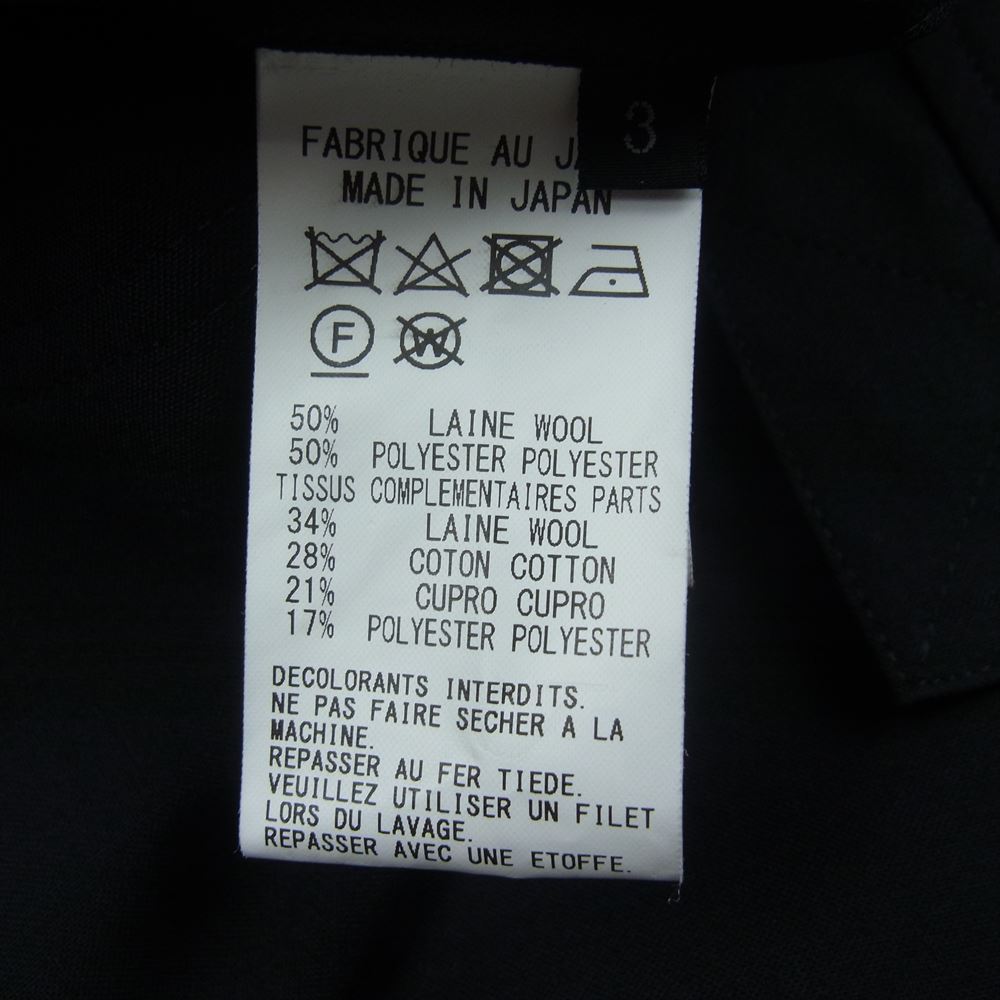 3
FABRIQUE AU
MADE IN JAPAN
F
W
50% LAINE WOOL
50% POLYESTER POLYESTER
TISSUS COMPLEMENTAIRES PARTS
34% LAINE WOOL
28% COTON COTTON
21% CUPRO CUPRO
17% POLYESTER POLYESTER
DECOLORANTS INTERDITS.
NE PAS FAIRE SECHER A LA
MACHINE.
REPASSER AU FER TIEDE.
VEUILLEZ UTILISER UN FILET
LORS DU LAVAGE.
REPASSER AVEC UNE ETOFFE.